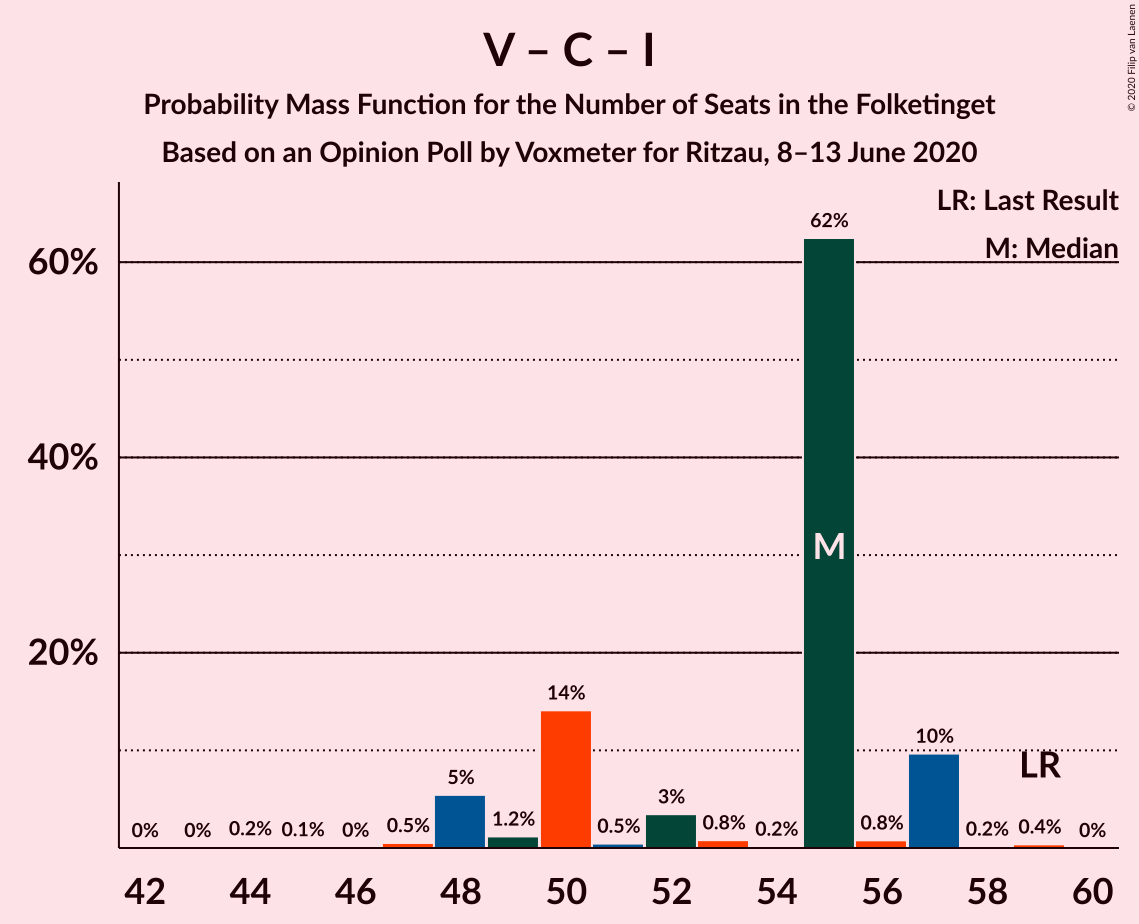 V – C – I
Probability Mass Function for the Number of Seats in the Folketinget
Based on an Opinion Poll by Voxmeter for Ritzau, 8–13 June 2020
© 2020 Filip van Laenen
LR: Last Result
M: Median
60%
40%
20%
0%
0%
0.2%
0.1%
0%
0.5%
5%
1.2%
14%
0.5%
3%
0.8%
0.2%
62%
0.8%
10%
0.2%
0.4%
0%
M
LR
42 44 46 48 50 52 54 56 58 60